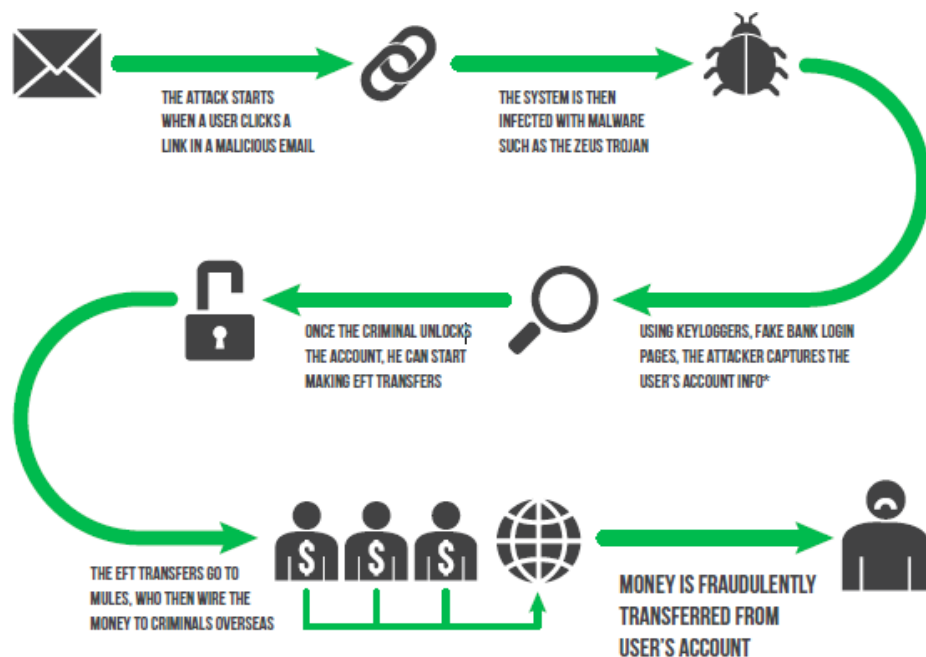 THE ATTACK STARTS
WHEN A USER CLICKS A
LINK IN A MALICIOUS EMAIL
THE SYSTEM IS THEN
INFECTED WITH MALWARE
SUCH AS THE ZEUS TROJAN
USING KEYLOGGERS, FAKE BANK LOGIN
PAGES, THE ATTACKER CAPTURES THE
USER'S ACCOUNT INFO*
ONCE THE CRIMINAL UNLOCKS
THE ACCOUNT, HE CAN START
MAKING EFT TRANSFERS
THE EFT TRANSFERS GO TO
MULES, WHO THEN WIRE THE
MONEY TO CRIMINALS OVERSEAS
$ $ $
MONEY IS FRAUDULENTLY
TRANSFERRED FROM
USER'S ACCOUNT